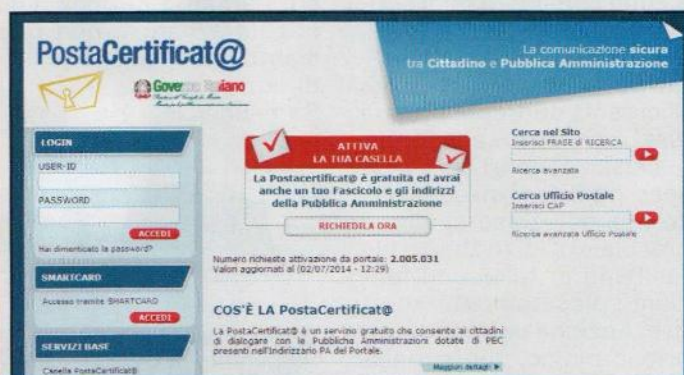 PostaCertificat@
La comunicazione sicura
tra Cittadino e Pubblica Amministrazione
Governo Italiano
LOGIN
USER-ID
PASSWORD
ACCEDI
Hai dimenticato la password?
SMARTCARD
Accesso tramite SMARTCARD
ACCEDI
SERVIZI BASE
Casella PostaCertificat@
ATTIVA
LA TUA CASELLA
La Postacertificat@ è gratuita ed avrai
anche un tuo Fascicolo e gli indirizzi
della Pubblica Amministrazione
RICHIEDILA ORA
Numero richieste attivazione da portale: 2.005.031
Valori aggiornati al (02/07/2014 - 12:29)
COS'È LA PostaCertificat@
La PostaCertificat@ è un servizio gratuito che consente ai cittadini
di dialogare con le Pubbliche Amministrazioni dotate di PEC
presenti nell'Indirizzario PA del Portale.
Maggiori dettagli
Cerca nel Sito
Inserisci FRASE di RICERCA
Ricerca avanzata
Cerca Ufficio Postale
Inserisci CAP
Ricerca avanzata Ufficio Postale